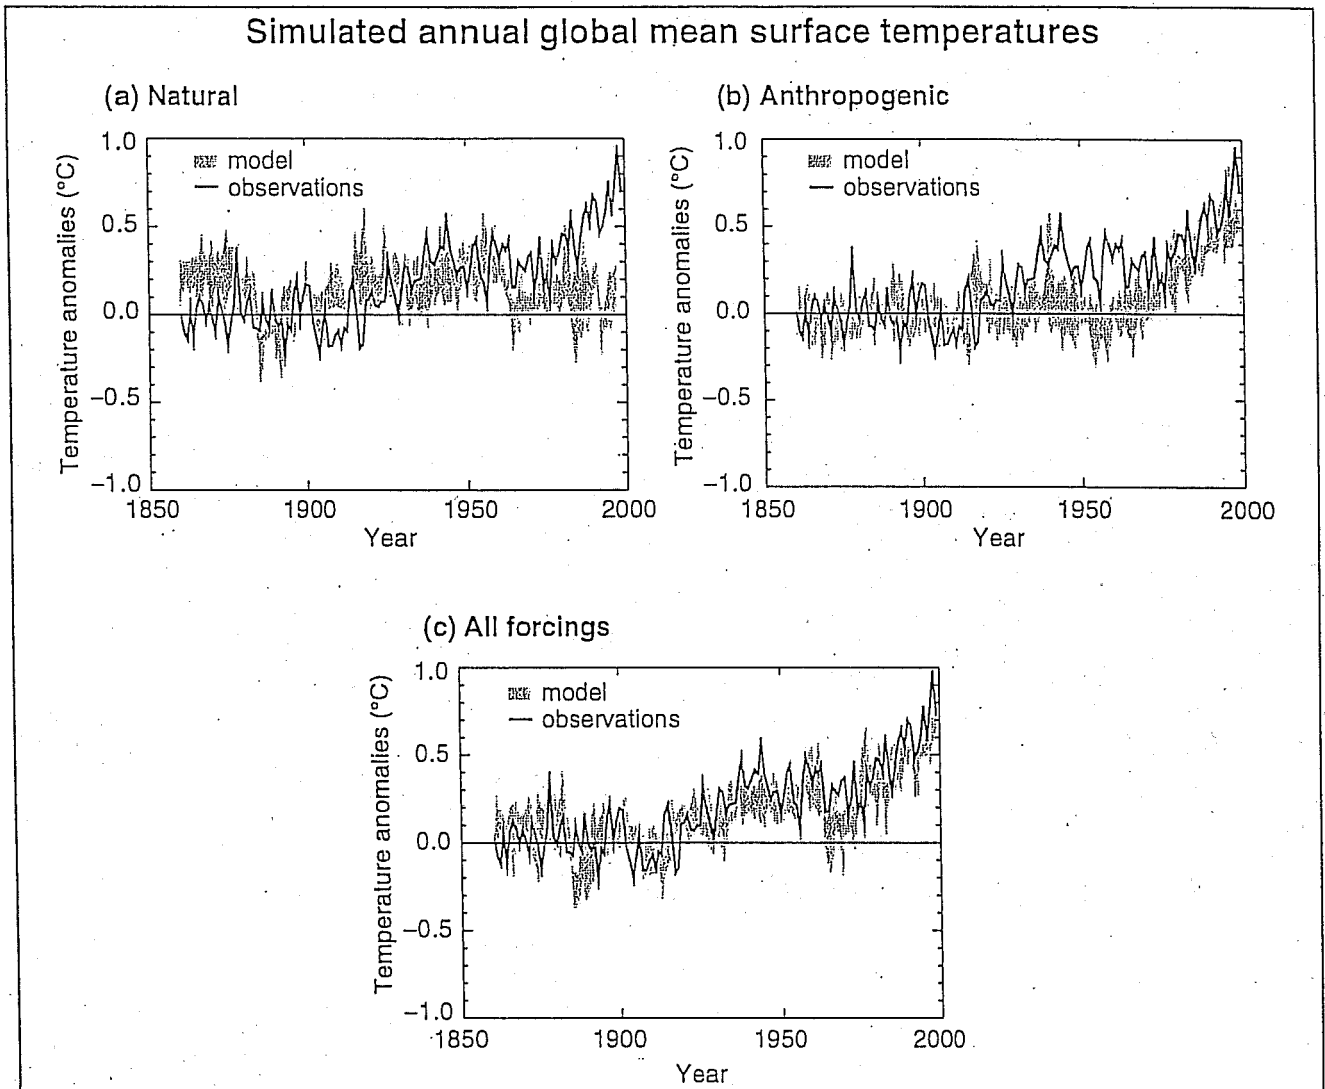 Simulated annual global mean surface temperatures
(a) Natural
Temperature anomalies (°C)
1.0
0.5
0.0
−0.5
−1.0
model
observations
1850
1900
1950
2000
Year
(b) Anthropogenic
Temperature anomalies (°C)
1.0
0.5
0.0
−0.5
−1.0
model
observations
1850
1900
1950
2000
Year
(c) All forcings
Temperature anomalies (°C)
1.0
0.5
0.0
−0.5
−1.0
model
observations
1850
1900
1950
2000
Year